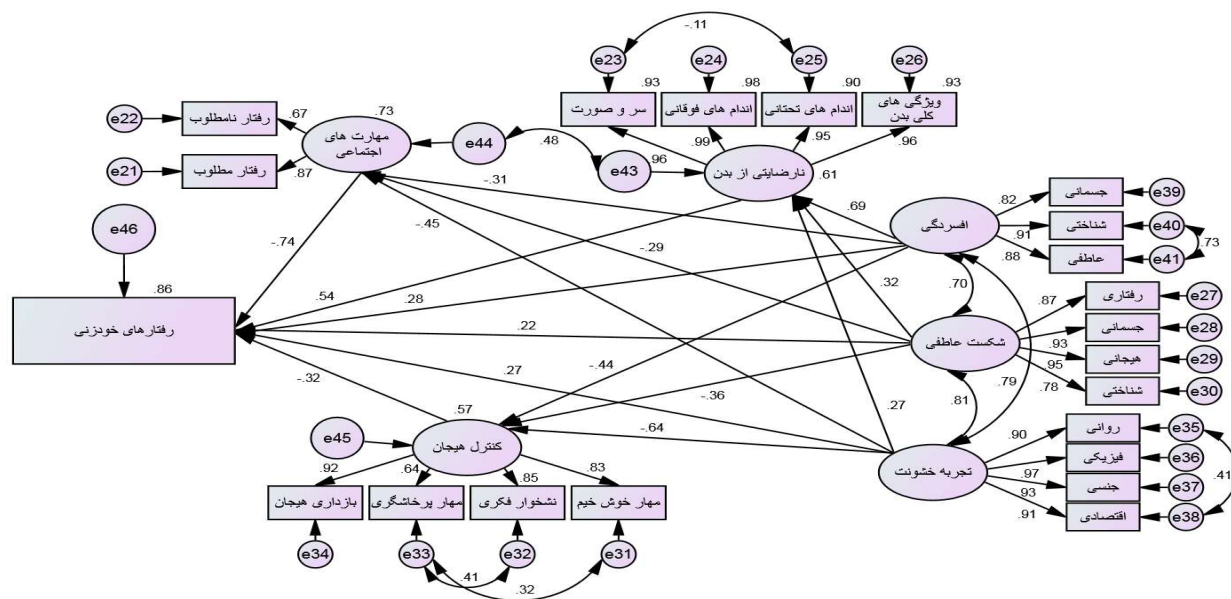 -.11
e23
e24
e25
e26
.93
.98
.90
.93
سر و صورت
اندام های فوقانی
اندام های تحتانی
ویژگی های
کلی بدن
.99
.95
.96
e22
رفتار نامطلوب
.67
.73
مهارت های
اجتماعی
e21
رفتار مطلوب
.87
e44
.48
e43
.96
نارضایتی از بدن
.61
-.31
-.45
-.29
.69
افسردگی
.82
جسمانی
e39
.91
شناختی
e40
.88
عاطفی
e41
.73
e46
.86
رفتارهای خودزنی
-.74
.54
.28
.22
.27
-.32
.32
.70
شکست عاطفی
.87
رفتاری
e27
جسمانی
e28
.93
هیجانی
e29
.95
.78
شناختی
e30
-.44
-.36
-.64
.27
.79
.81
تجربه خشونت
.90
روانی
e35
فیزیکی
e36
.97
جنسی
e37
.93
.91
اقتصادی
e38
.41
.57
e45
کنترل هیجان
.92
.64
.85
.83
بازداری هیجان
مهار پرخاشگری
نشخوار فکری
مهار خوش خیم
e34
e33
e32
e31
.41
.32